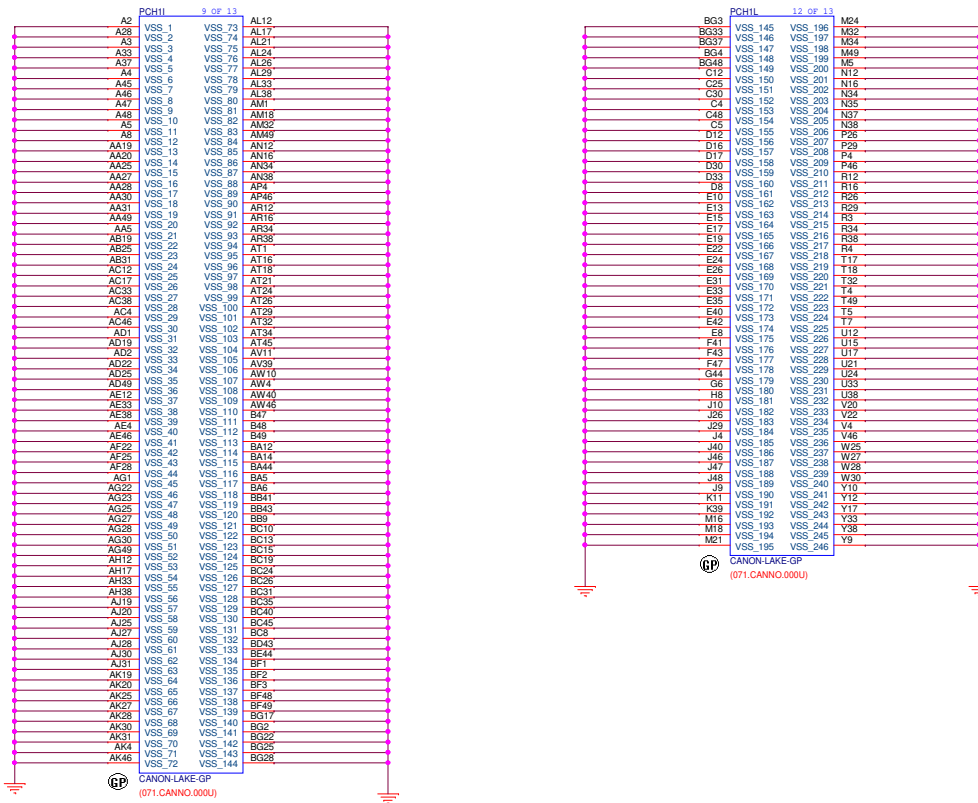 PCH1I 9 OF 13
A2 VSS_1 VSS_73 AL12
A28 VSS_2 VSS_74 AL17
A3 VSS_3 VSS_75 AL21
A33 VSS_4 VSS_76 AL24
A37 VSS_5 VSS_77 AL26
A4 VSS_6 VSS_78 AL29
A45 VSS_7 VSS_79 AL33
A46 VSS_8 VSS_80 AL38
A47 VSS_9 VSS_81 AM1
A48 VSS_10 VSS_82 AM18
A5 VSS_11 VSS_83 AM32
A8 VSS_12 VSS_84 AM49
AA19 VSS_13 VSS_85 AN12
AA20 VSS_14 VSS_86 AN16
AA25 VSS_15 VSS_87 AN34
AA27 VSS_16 VSS_88 AN38
AA28 VSS_17 VSS_89 AP4
AA30 VSS_18 VSS_90 AP46
AA31 VSS_19 VSS_91 AR12
AA49 VSS_20 VSS_92 AR16
AA5 VSS_21 VSS_93 AR34
AB19 VSS_22 VSS_94 AR38
AB25 VSS_23 VSS_95 AT1
AB31 VSS_24 VSS_96 AT16
AC12 VSS_25 VSS_97 AT18
AC17 VSS_26 VSS_98 AT21
AC33 VSS_27 VSS_99 AT24
AC38 VSS_28 VSS_100 AT26
AC4 VSS_29 VSS_101 AT29
AC46 VSS_30 VSS_102 AT32
AD1 VSS_31 VSS_103 AT34
AD19 VSS_32 VSS_104 AT45
AD2 VSS_33 VSS_105 AV11
AD22 VSS_34 VSS_106 AV39
AD25 VSS_35 VSS_107 AW10
AD49 VSS_36 VSS_108 AW4
AE12 VSS_37 VSS_109 AW40
AE33 VSS_38 VSS_110 AW46
AE38 VSS_39 VSS_111 B47
AE4 VSS_40 VSS_112 B48
AE46 VSS_41 VSS_113 B49
AF22 VSS_42 VSS_114 BA12
AF25 VSS_43 VSS_115 BA14
AF28 VSS_44 VSS_116 BA44
AG1 VSS_45 VSS_117 BA5
AG22 VSS_46 VSS_118 BA6
AG23 VSS_47 VSS_119 BB41
AG25 VSS_48 VSS_120 BB43
AG27 VSS_49 VSS_121 BB9
AG28 VSS_50 VSS_122 BC10
AG30 VSS_51 VSS_123 BC13
AG49 VSS_52 VSS_124 BC15
AH12 VSS_53 VSS_125 BC19
AH17 VSS_54 VSS_126 BC24
AH33 VSS_55 VSS_127 BC26
AH38 VSS_56 VSS_128 BC31
AJ19 VSS_57 VSS_129 BC35
AJ20 VSS_58 VSS_130 BC40
AJ25 VSS_59 VSS_131 BC45
AJ27 VSS_60 VSS_132 BC8
AJ28 VSS_61 VSS_133 BD43
AJ30 VSS_62 VSS_134 BE44
AJ31 VSS_63 VSS_135 BF1
AK19 VSS_64 VSS_136 BF2
AK20 VSS_65 VSS_137 BF3
AK25 VSS_66 VSS_138 BF48
AK27 VSS_67 VSS_139 BF49
AK28 VSS_68 VSS_140 BG17
AK30 VSS_69 VSS_141 BG2
AK31 VSS_70 VSS_142 BG22
AK4 VSS_71 VSS_143 BG25
AK46 VSS_72 VSS_144 BG28
GP CANON-LAKE-GP
(071.CANNO.000U)
PCH1L 12 OF 13
BG3 VSS_145 VSS_196 M24
BG33 VSS_146 VSS_197 M32
BG37 VSS_147 VSS_198 M34
BG4 VSS_148 VSS_199 M49
BG48 VSS_149 VSS_200 M5
C12 VSS_150 VSS_201 N12
C25 VSS_151 VSS_202 N16
C30 VSS_152 VSS_203 N34
C4 VSS_153 VSS_204 N35
C48 VSS_154 VSS_205 N37
C5 VSS_155 VSS_206 N38
D12 VSS_156 VSS_207 P26
D16 VSS_157 VSS_208 P29
D17 VSS_158 VSS_209 P4
D30 VSS_159 VSS_210 P46
D33 VSS_160 VSS_211 R12
D8 VSS_161 VSS_212 R16
E10 VSS_162 VSS_213 R26
E13 VSS_163 VSS_214 R29
E15 VSS_164 VSS_215 R3
E17 VSS_165 VSS_216 R34
E19 VSS_166 VSS_217 R38
E22 VSS_167 VSS_218 R4
E24 VSS_168 VSS_219 T17
E26 VSS_169 VSS_220 T18
E31 VSS_170 VSS_221 T32
E33 VSS_171 VSS_222 T4
E35 VSS_172 VSS_223 T49
E40 VSS_173 VSS_224 T5
E42 VSS_174 VSS_225 T7
E8 VSS_175 VSS_226 U12
F41 VSS_176 VSS_227 U15
F43 VSS_177 VSS_228 U17
F47 VSS_178 VSS_229 U21
G44 VSS_179 VSS_230 U24
G6 VSS_180 VSS_231 U33
H8 VSS_181 VSS_232 U38
J10 VSS_182 VSS_233 V20
J26 VSS_183 VSS_234 V22
J29 VSS_184 VSS_235 V4
J4 VSS_185 VSS_236 V46
J40 VSS_186 VSS_237 W25
J46 VSS_187 VSS_238 W27
J47 VSS_188 VSS_239 W28
J48 VSS_189 VSS_240 W30
J9 VSS_190 VSS_241 Y10
K11 VSS_191 VSS_242 Y12
K39 VSS_192 VSS_243 Y17
M16 VSS_193 VSS_244 Y33
M18 VSS_194 VSS_245 Y38
M21 VSS_195 VSS_246 Y9
GP CANON-LAKE-GP
(071.CANNO.000U)